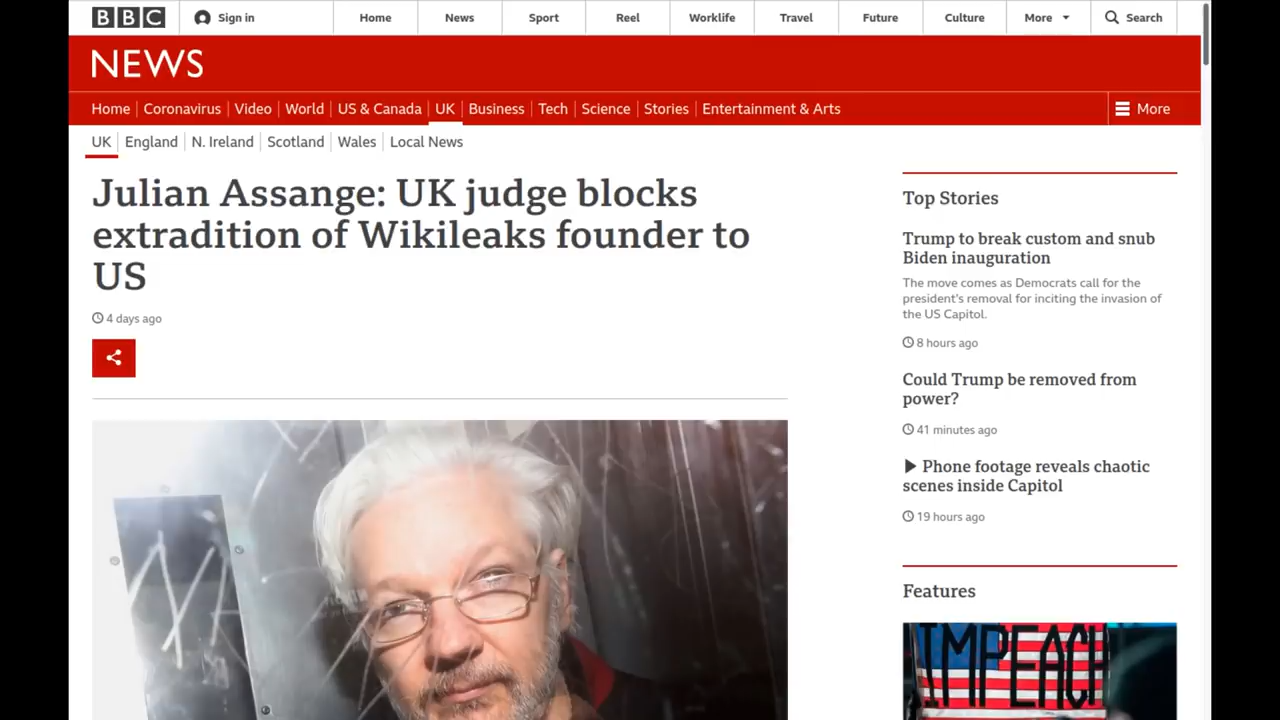 BBC Sign in Home News Sport Reel Worklife Travel Future Culture More Search
NEWS
Home Coronavirus Video World US & Canada UK Business Tech Science Stories Entertainment & Arts More
UK England N. Ireland Scotland Wales Local News
Julian Assange: UK judge blocks
extradition of Wikileaks founder to
US
4 days ago
Top Stories
Trump to break custom and snub
Biden inauguration
The move comes as Democrats call for the
president's removal for inciting the invasion of
the US Capitol.
8 hours ago
Could Trump be removed from
power?
41 minutes ago
Phone footage reveals chaotic
scenes inside Capitol
19 hours ago
Features
IMPEACH